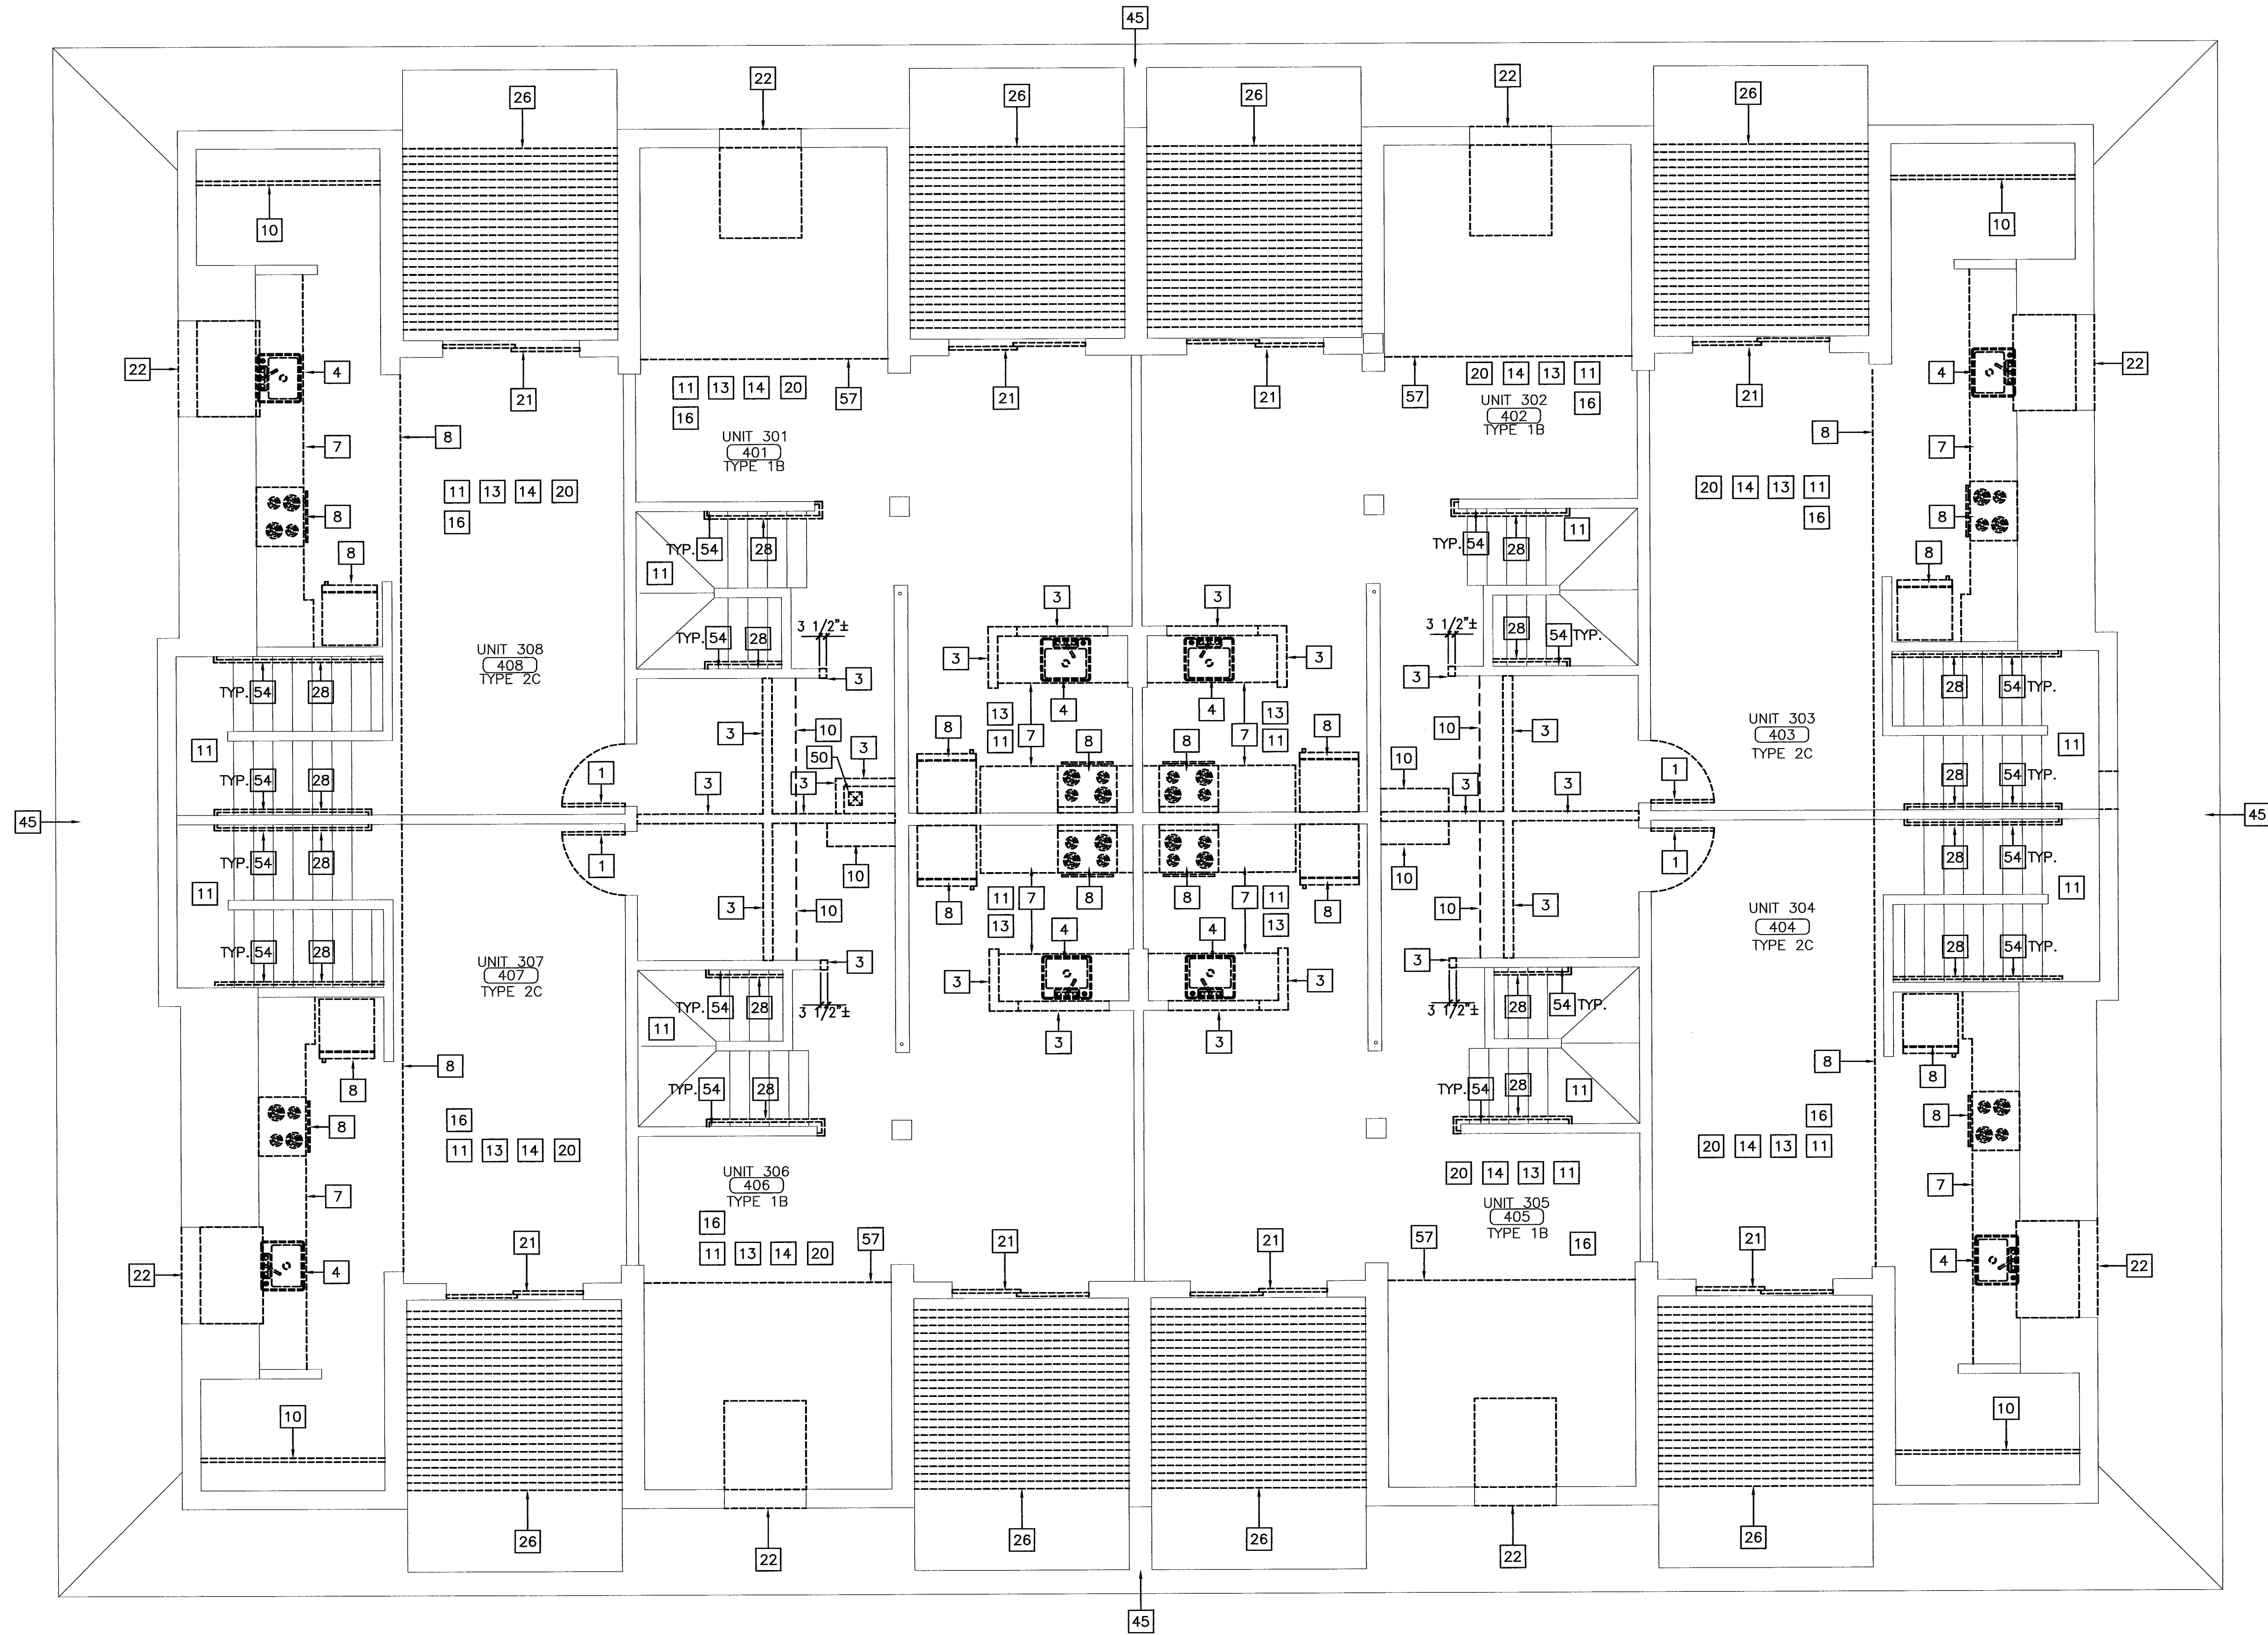 45
22 22
26 26 26 26
10 10
22 4 21 11 13 14 20 57 21 21 57 20 14 13 11 21 4 22
16 16
UNIT 301
401
TYPE 1B
UNIT 302
402
TYPE 1B
7 8 8 7
11 13 14 20
16
20 14 13 11
16
8 8
8 8
TYP. 54 28
11
TYP. 54 28
3 1/2"±
3
54 28 11
TYP.
28 54 TYP.
3 1/2"±
3
3 3
3 3
4 4
UNIT 308
408
TYPE 2C
UNIT 303
403
TYPE 2C
TYP. 54 28
11
TYP. 54 28
28 54 TYP.
11
28 54 TYP.
13 13
11 7 8 8 7 11
8 8
3 10 3 10 3
50
1 3 3 10 3 3 1
45 45
1 10 10 1
TYP. 54 28
11
TYP. 54 28
28 54 TYP.
11
28 54 TYP.
3 10 10 3
8 11 7 8 8 7 11 8
13 13
4 4
3 3 3 3
3 3
UNIT 304
404
TYPE 2C
UNIT 307
407
TYPE 2C
TYP. 54 28
11
3 1/2"±
TYP. 54 28
28 54 TYP.
3 1/2"±
TYP. 54 28 11
8 8
8 8
8 8
16 16
11 13 14 20
20 14 13 11
7 7
UNIT 306
406
TYPE 1B
16
11 13 14 20
20 14 13 11
UNIT 305
405
TYPE 1B
16
22 4 21 57 21 21 57 21 4 22
10 10
26 26 26 26
22 22
45